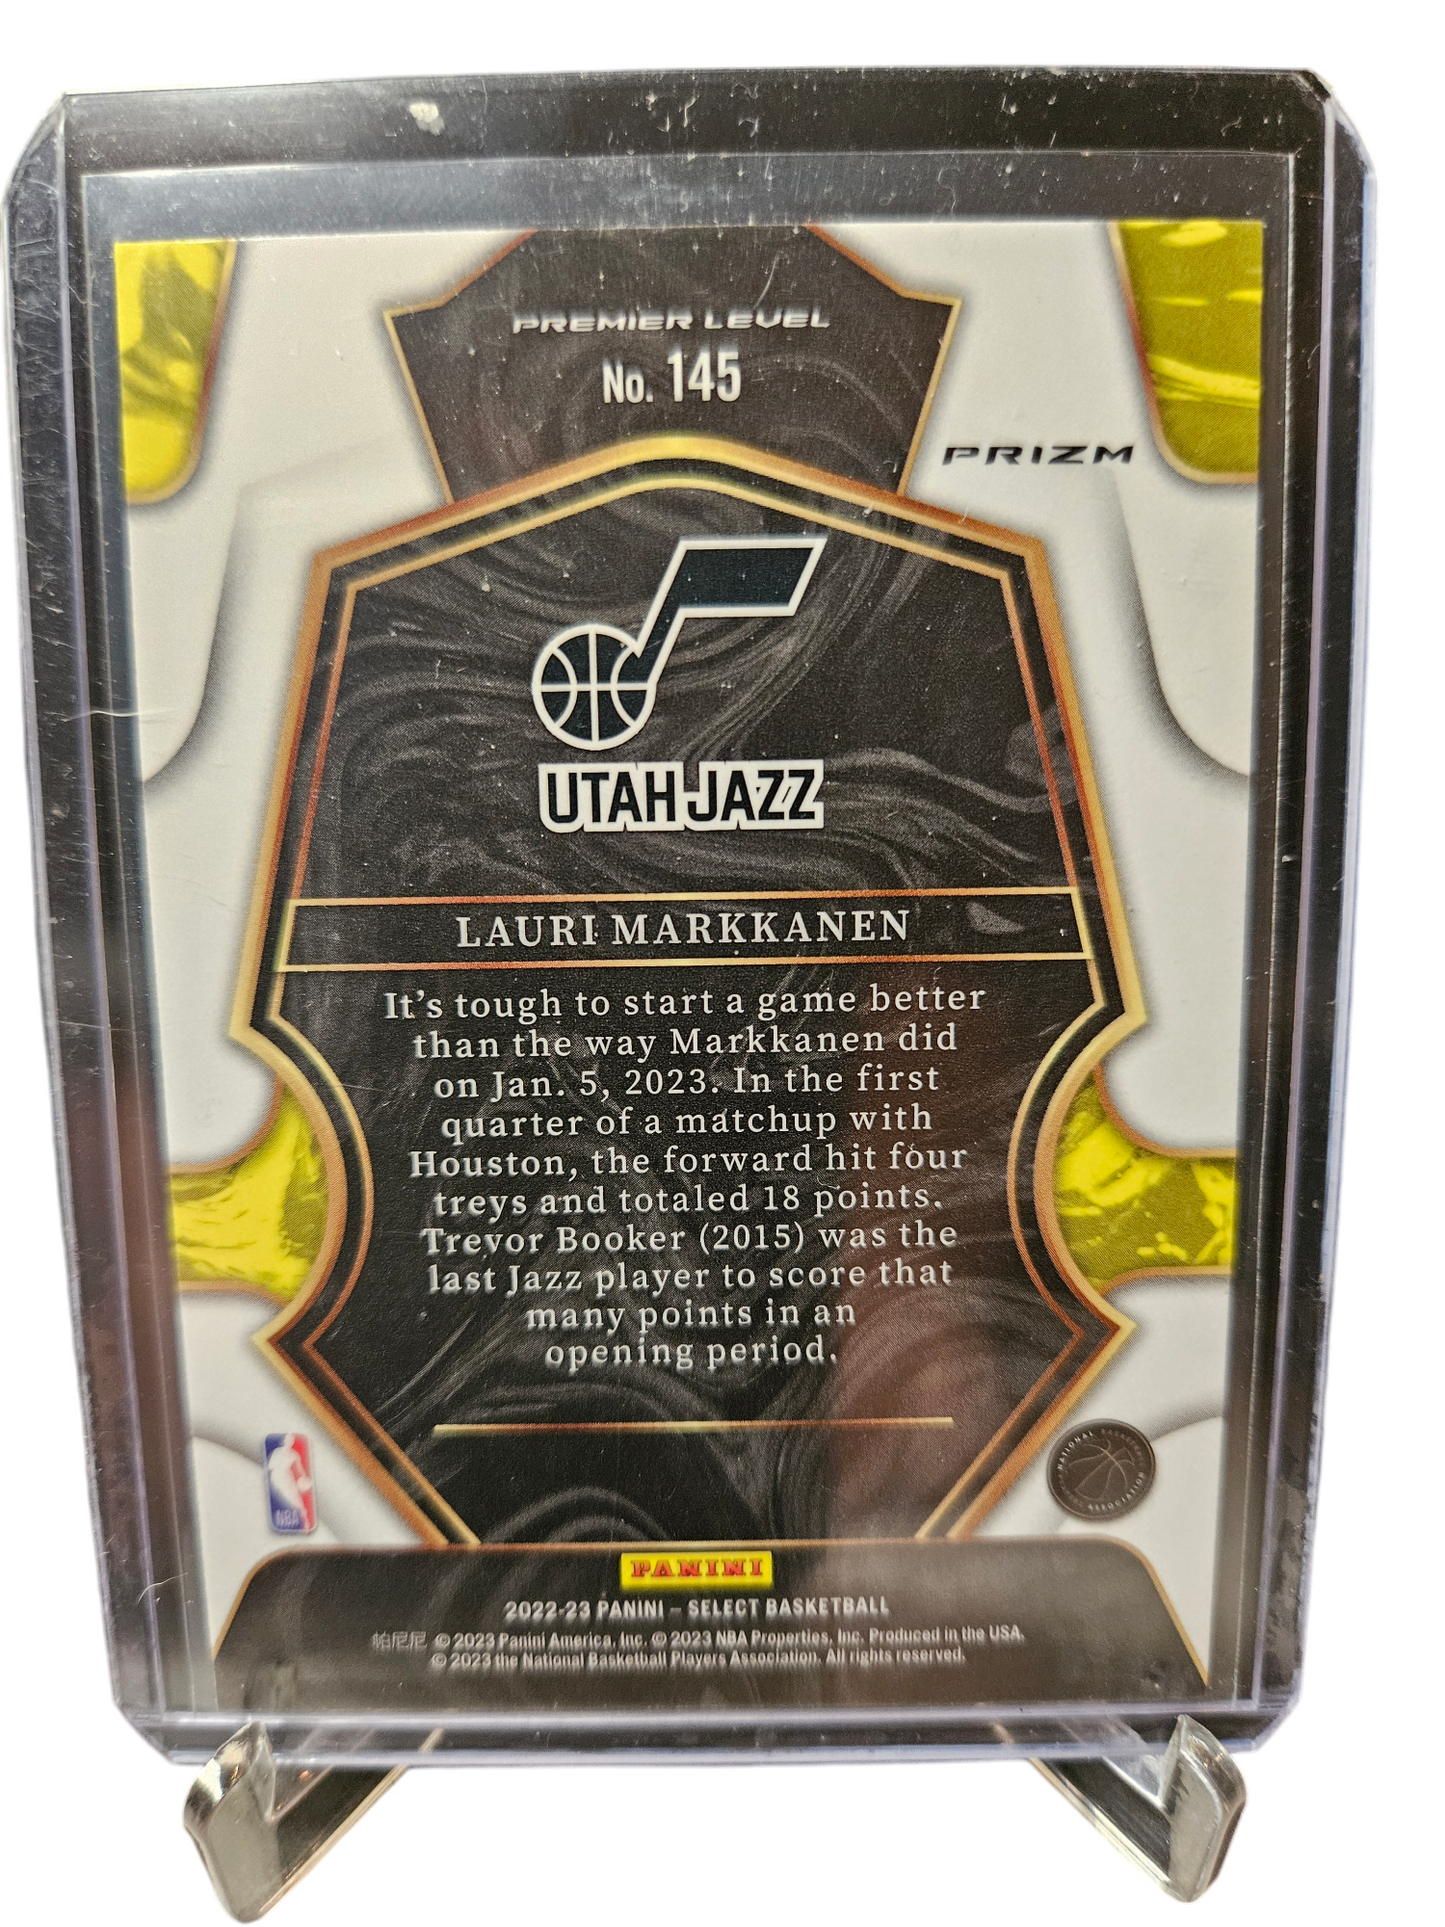 PREMIER LEVEL
No. 145
PRIZM
UTAH JAZZ
LAURI MARKKANEN
It's tough to start a game better
than the way Markkanen did
on Jan. 5, 2023. In the first
quarter of a matchup with
Houston, the forward hit four
treys and totaled 18 points.
Trevor Booker (2015) was the
last Jazz player to score that
many points in an
opening period.
NBA
NATIONAL BASKETBALL ASSOCIATION
PANINI
2022-23 PANINI – SELECT BASKETBALL
帕尼尼 © 2023 Panini America, Inc. © 2023 NBA Properties, Inc. Produced in the USA.
© 2023 the National Basketball Players Association. All rights reserved.